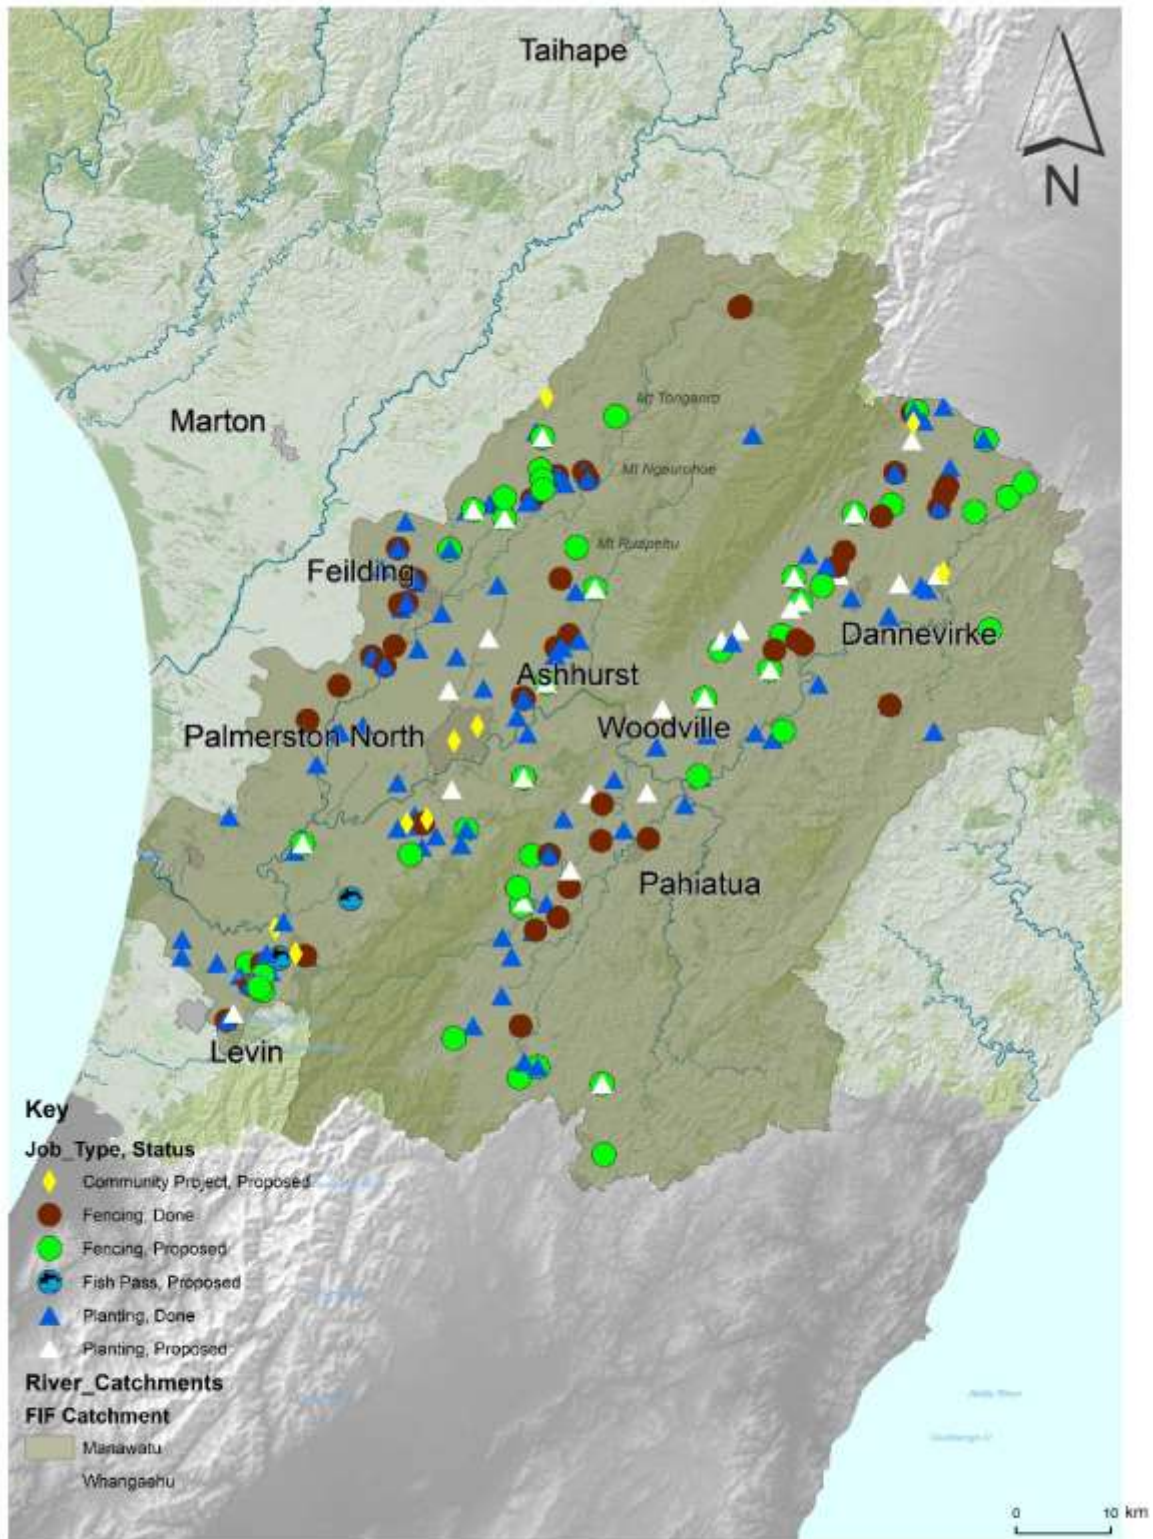 Taihape
N
Mt Tongariro
Marton
Mt Ngauruhoe
Mt Ruapehu
Feilding
Dannevirke
Ashhurst
Woodville
Palmerston North
Pahiatua
Levin
Key
Job_Type, Status
Community Project, Proposed
Fencing, Done
Fencing, Proposed
Fish Pass, Proposed
Planting, Done
Planting, Proposed
River_Catchments
FIF Catchment
Manawatu
Whangaehu
0 10 km